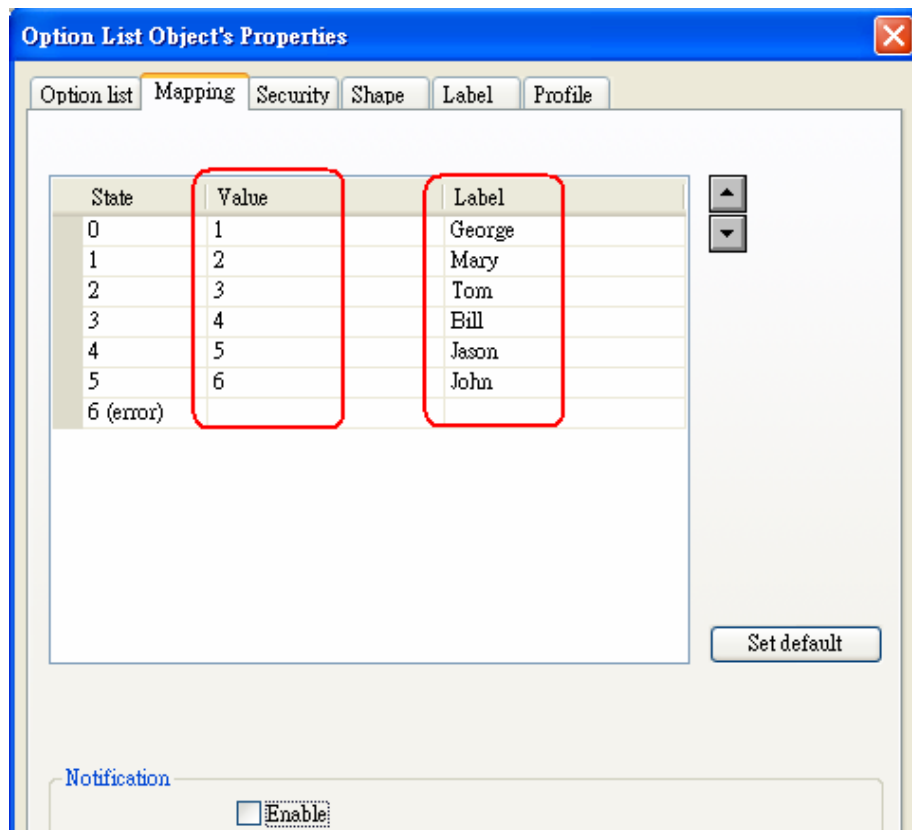 Option List Object's Properties
Option list Mapping Security Shape Label Profile
State Value Label
0 1 George
1 2 Mary
2 3 Tom
3 4 Bill
4 5 Jason
5 6 John
6 (error)
Set default
Notification
Enable